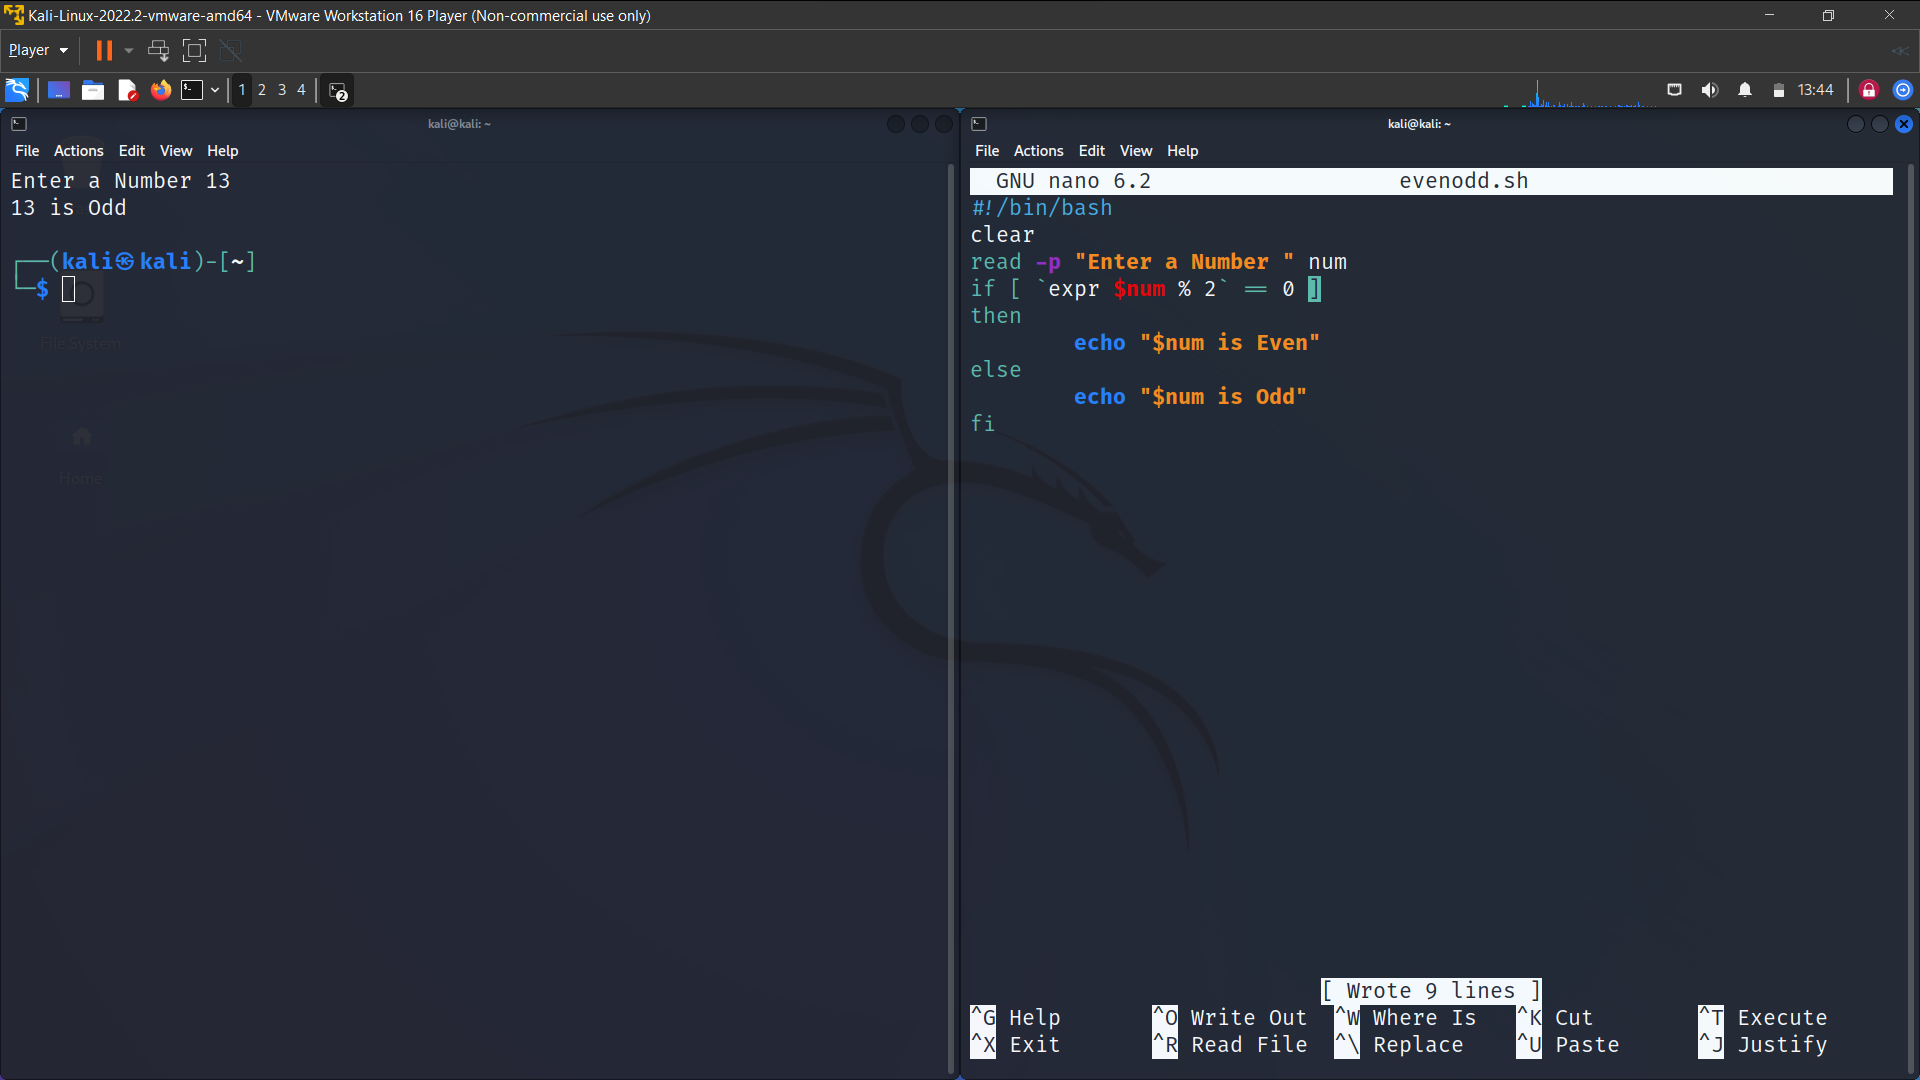 Kali-Linux-2022.2-vmware-amd64 - VMware Workstation 16 Player (Non-commercial use only)
Player
1 2 3 4
2
13:44
kali@kali: ~
File Actions Edit View Help
Enter a Number 13
13 is Odd
┌──(kali㉿kali)-[~]
└─$
File System
Home
kali@kali: ~
File Actions Edit View Help
GNU nano 6.2 evenodd.sh
#!/bin/bash
clear
read -p "Enter a Number " num
if [ `expr $num % 2` == 0 ]
then
        echo "$num is Even"
else
        echo "$num is Odd"
fi
[ Wrote 9 lines ]
^G Help ^O Write Out ^W Where Is ^K Cut ^T Execute
^X Exit ^R Read File ^\ Replace ^U Paste ^J Justify